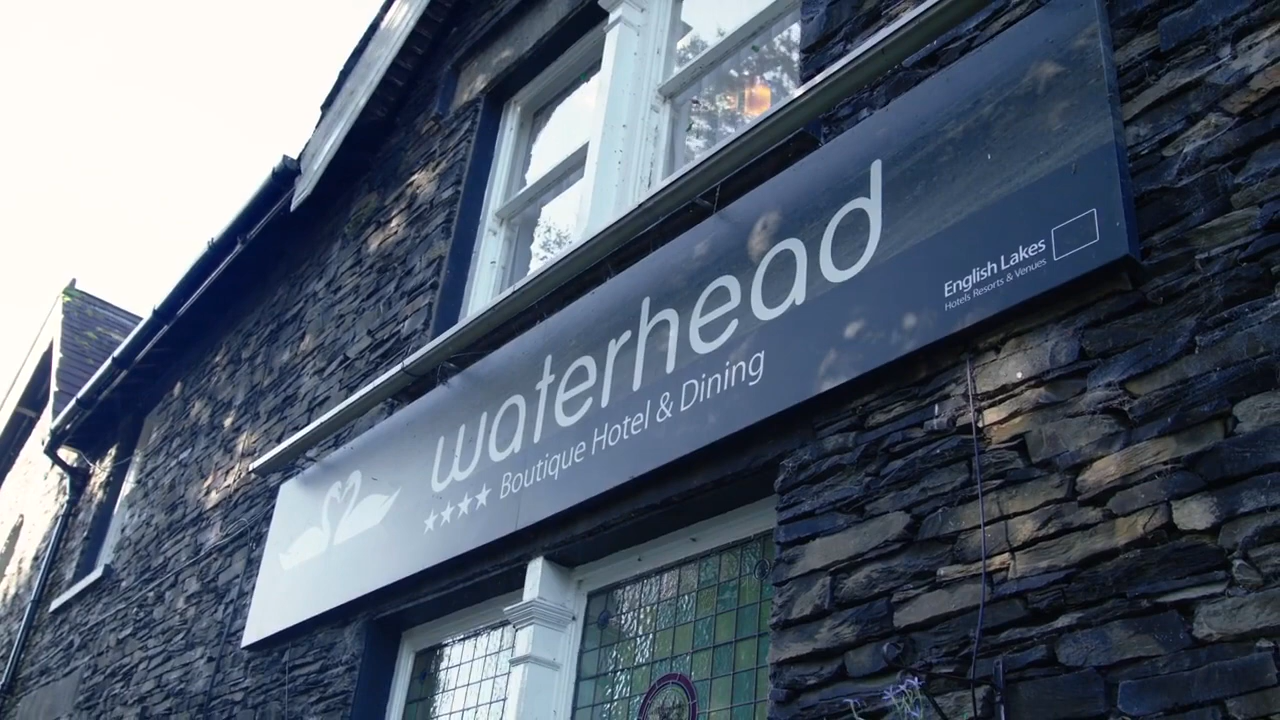 waterhead
★★★★ Boutique Hotel & Dining
English Lakes
Hotels Resorts & Venues